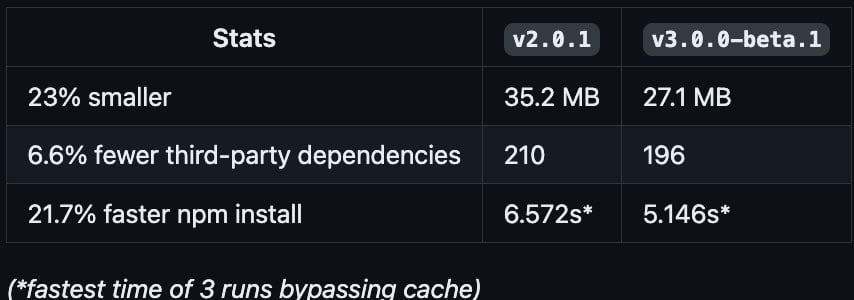 Stats v2.0.1 v3.0.0-beta.1
23% smaller 35.2 MB 27.1 MB
6.6% fewer third-party dependencies 210 196
21.7% faster npm install 6.572s* 5.146s*
(*fastest time of 3 runs bypassing cache)